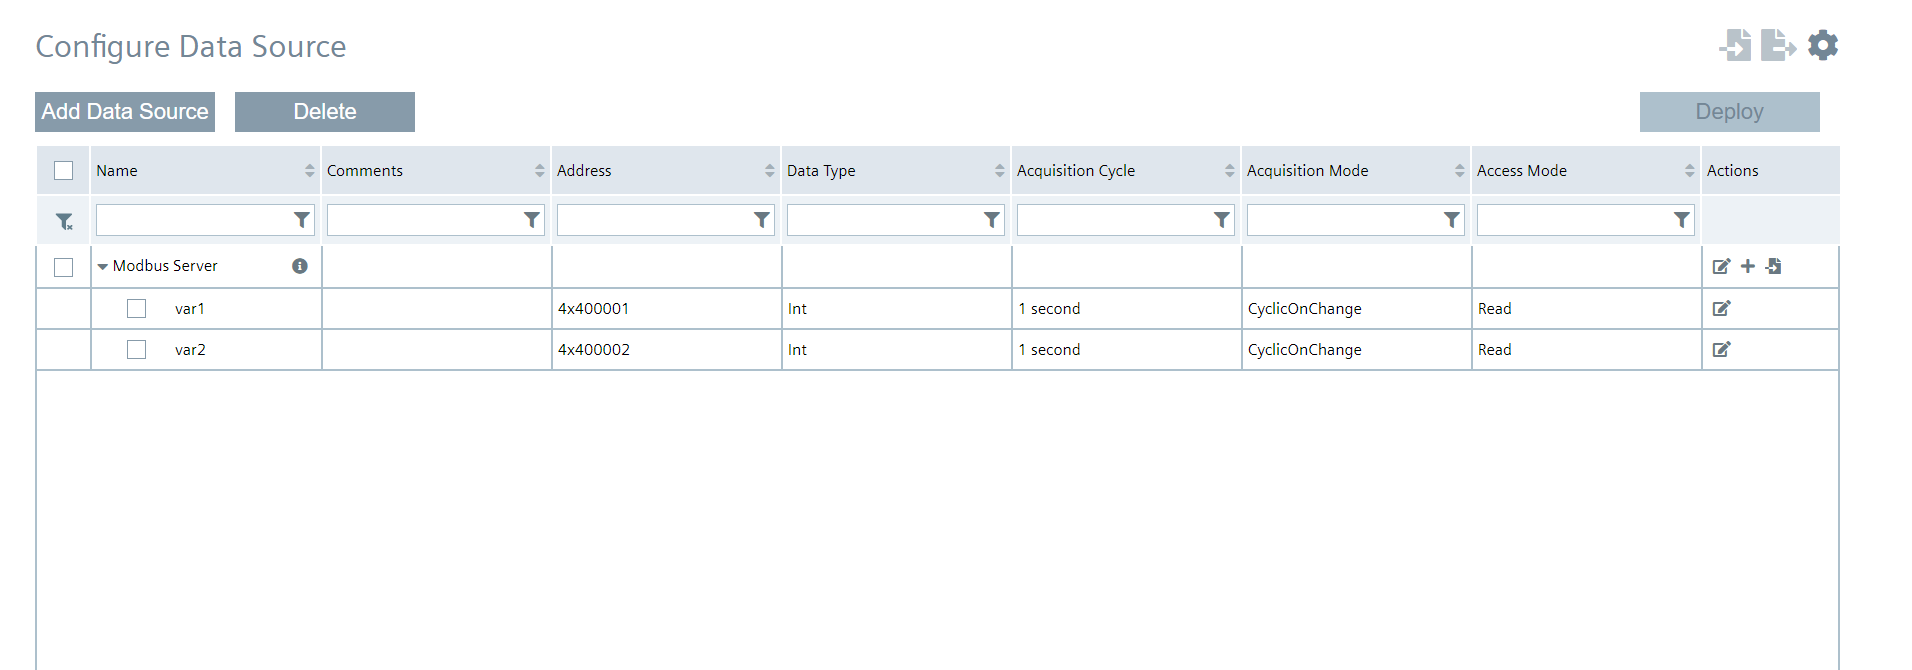 Configure Data Source
Add Data Source Delete Deploy
Name Comments Address Data Type Acquisition Cycle Acquisition Mode Access Mode Actions
Modbus Server
var1 4x400001 Int 1 second CyclicOnChange Read
var2 4x400002 Int 1 second CyclicOnChange Read